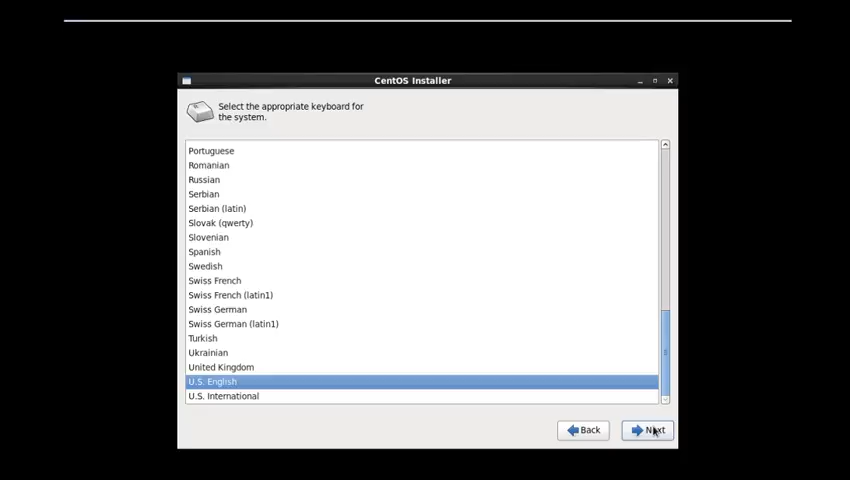 CentOS Installer
Select the appropriate keyboard for
the system.
Portuguese
Romanian
Russian
Serbian
Serbian (latin)
Slovak (qwerty)
Slovenian
Spanish
Swedish
Swiss French
Swiss French (latin1)
Swiss German
Swiss German (latin1)
Turkish
Ukrainian
United Kingdom
U.S. English
U.S. International
Back
Next